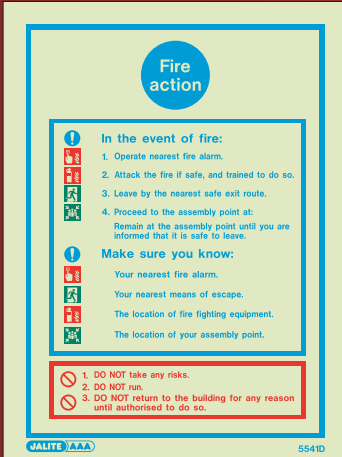 Fire
action
In the event of fire:
1. Operate nearest fire alarm.
2. Attack the fire if safe, and trained to do so.
3. Leave by the nearest safe exit route.
4. Proceed to the assembly point at:
Remain at the assembly point until you are
informed that it is safe to leave.
Make sure you know:
Your nearest fire alarm.
Your nearest means of escape.
The location of fire fighting equipment.
The location of your assembly point.
1. DO NOT take any risks.
2. DO NOT run.
3. DO NOT return to the building for any reason
until authorised to do so.
JALITE AAA
5541D